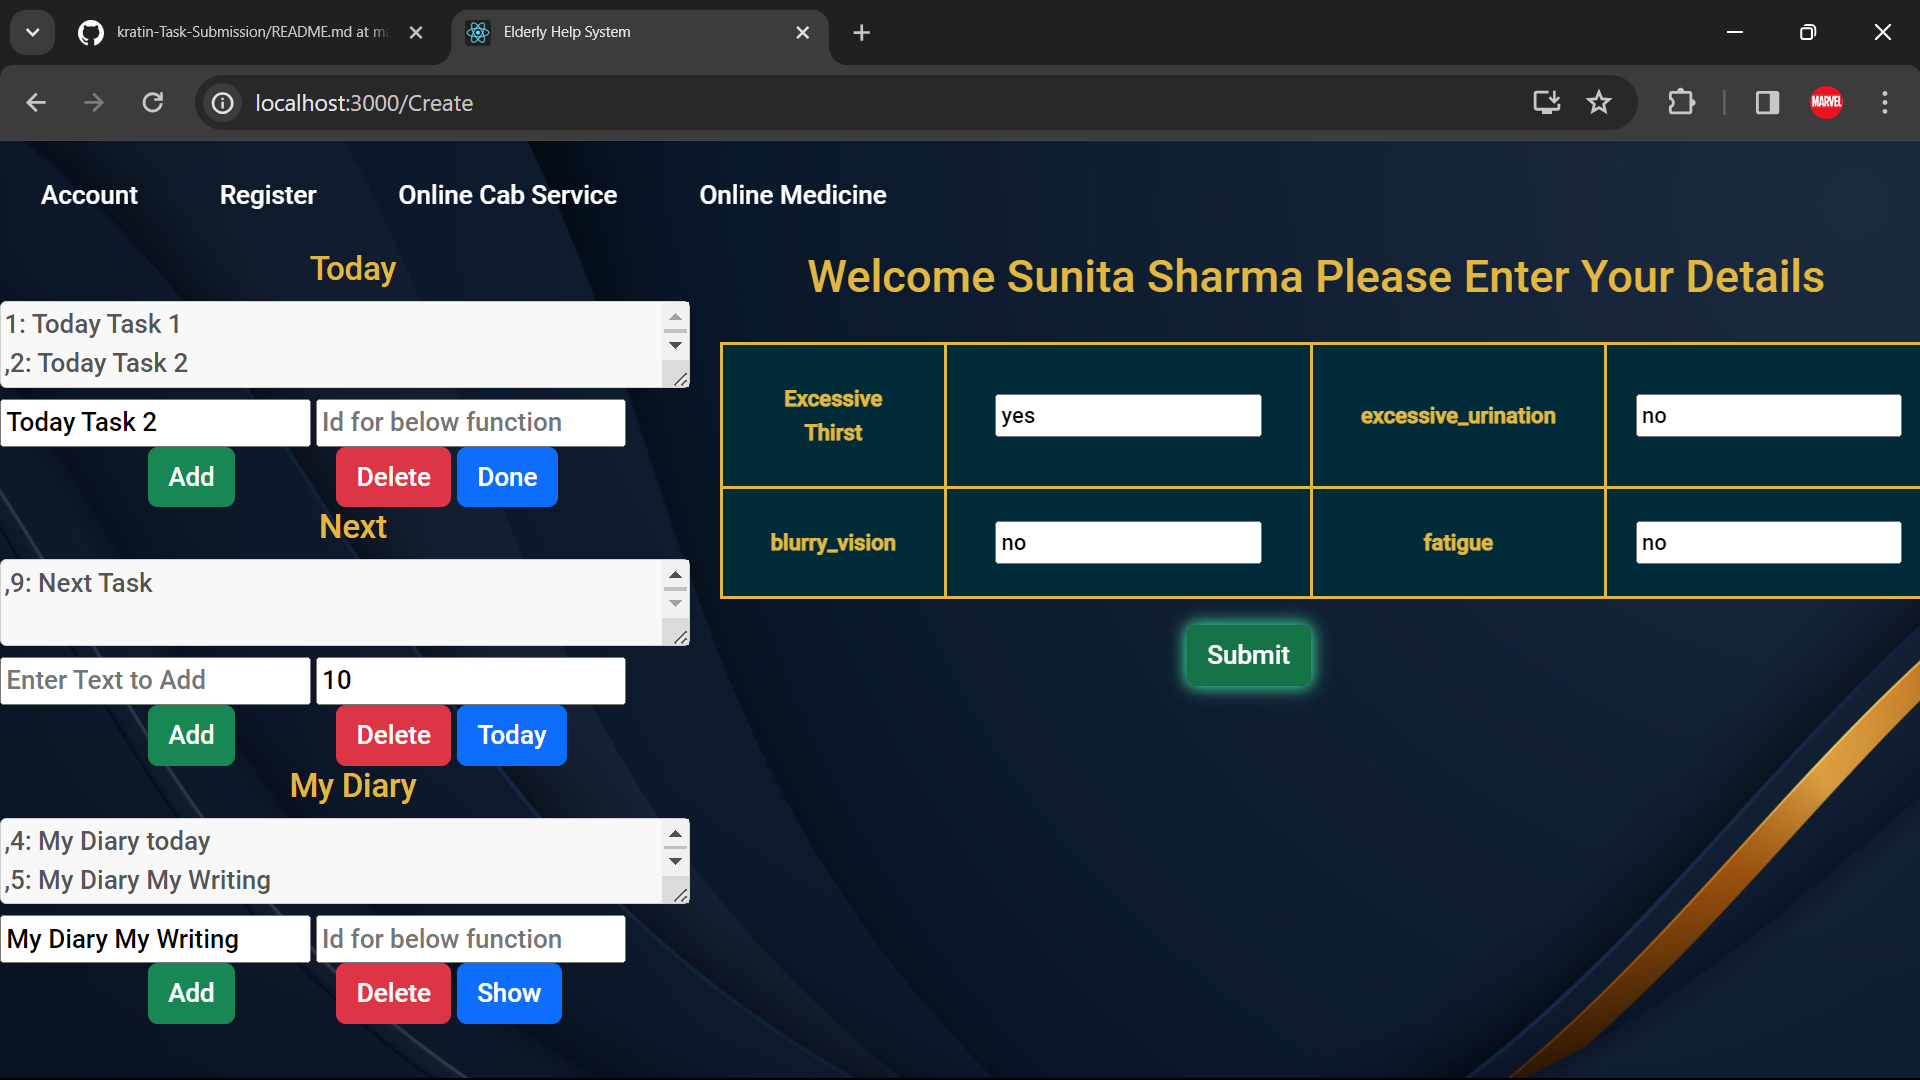 kratin-Task-Submission/README.md at m
Elderly Help System
localhost:3000/Create
MARVEL
Account Register Online Cab Service Online Medicine
Today
1: Today Task 1
,2: Today Task 2
Today Task 2 Id for below function
Add Delete Done
Next
,9: Next Task
Enter Text to Add 10
Add Delete Today
My Diary
,4: My Diary today
,5: My Diary My Writing
My Diary My Writing Id for below function
Add Delete Show
Welcome Sunita Sharma Please Enter Your Details
Excessive
Thirst
yes excessive_urination no
blurry_vision no fatigue no
Submit